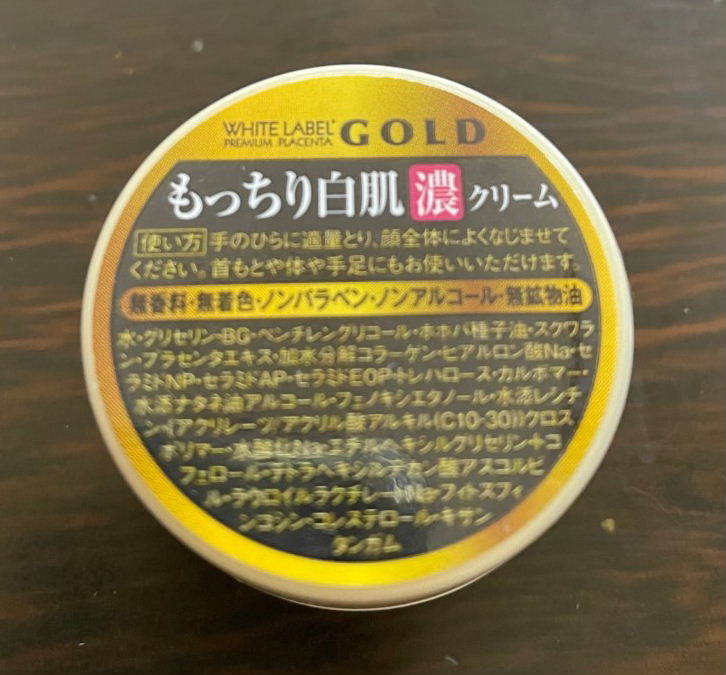 WHITE LABEL GOLD
PREMIUM PLACENTA
もっちり白肌 濃 クリーム
使い方 手のひらに適量とり、顔全体によくなじませて
ください。首もとや体や手足にもお使いいただけます。
無香料・無着色・ノンパラベン・ノンアルコール・無鉱物油
水・グリセリン・BG・ペンチレングリコール・ホホバ種子油・スクワラ
ン・プラセンタエキス・加水分解コラーゲン・ヒアルロン酸Na・セ
ラミドNP・セラミドAP・セラミドEOP・トレハロース・カルボマー・
水添ナタネ油アルコール・フェノキシエタノール・水添レシチ
ン・(アクリレーツ/アクリル酸アルキル(C10-30))クロス
ポリマー・水酸化Na・エチルヘキシルグリセリン・トコ
フェロール・テトラヘキシルデカン酸アスコルビ
ル・ラウロイルラクチレートNa・フィトスフィ
ンゴシン・コレステロール・キサン
タンガム